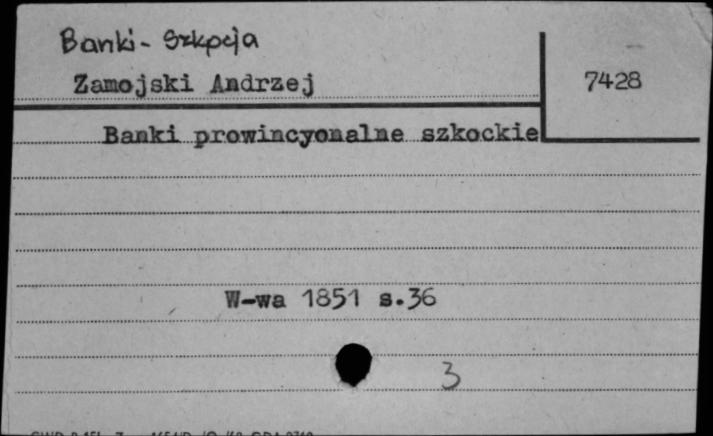 Banki - Szkocja
Zamojski Andrzej
7428
Banki prowincyonalne szkockie
W-wa 1851 s.36
3